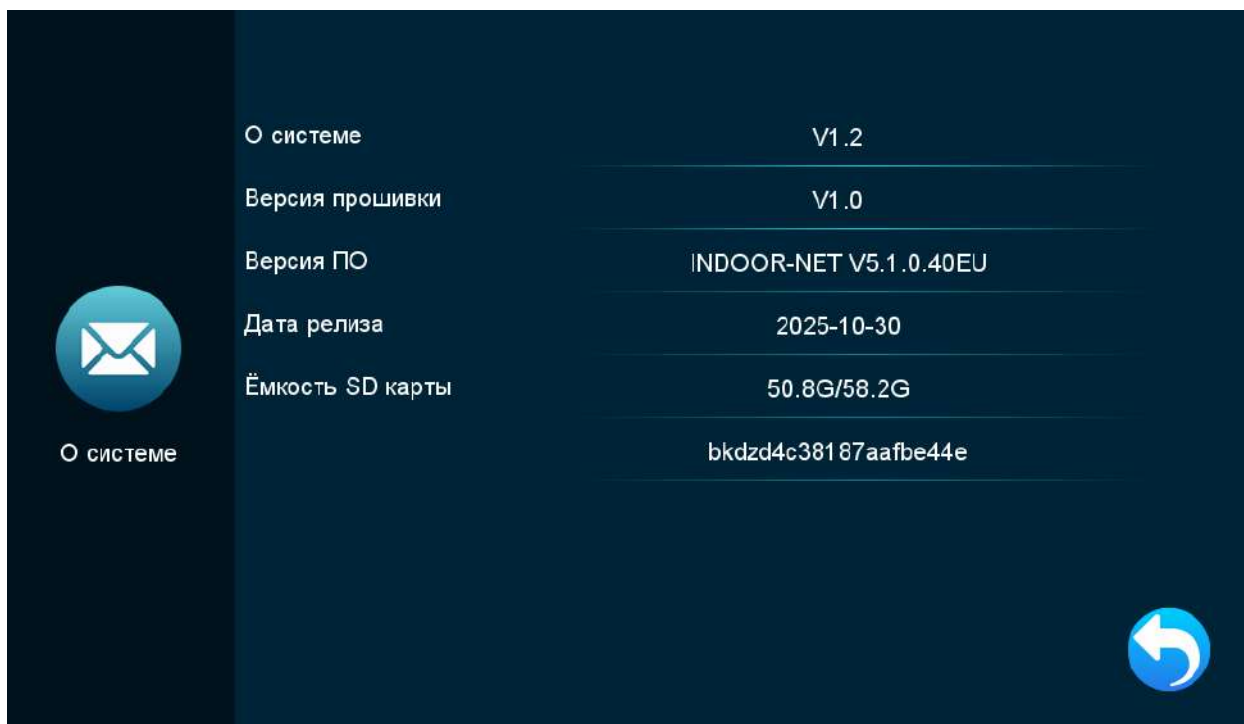 О системе V1.2
Версия прошивки V1.0
Версия ПО INDOOR-NET V5.1.0.40EU
Дата релиза 2025-10-30
Ёмкость SD карты 50.8G/58.2G
О системе
bkdzd4c38187aafbe44e